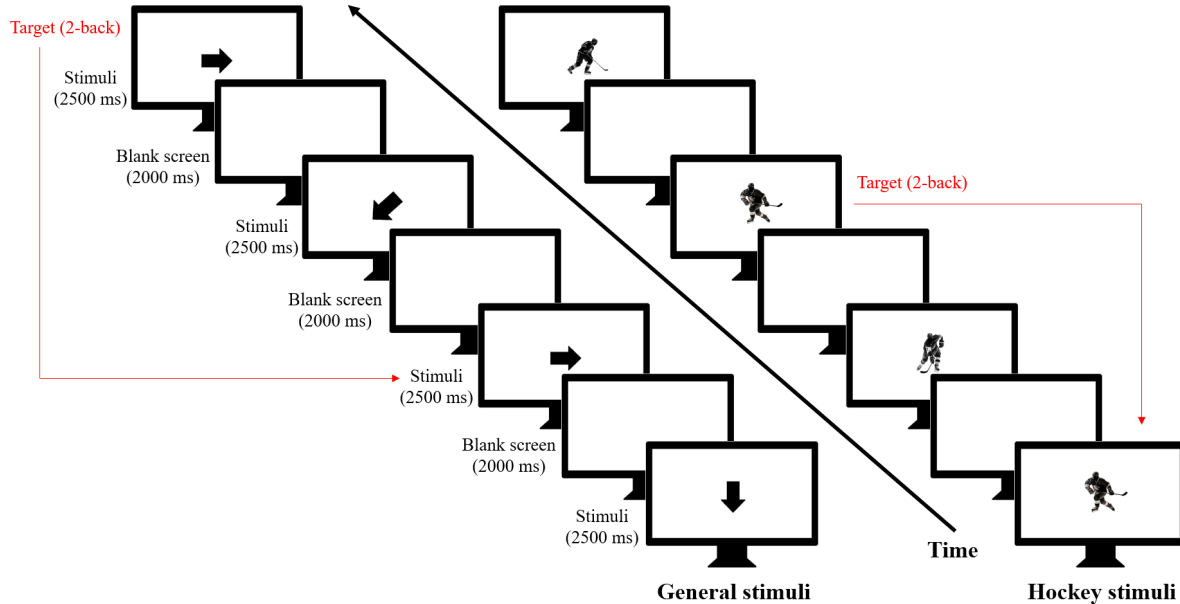 Target (2-back)
Stimuli
(2500 ms)
Blank screen
(2000 ms)
Stimuli
(2500 ms)
Target (2-back)
Blank screen
(2000 ms)
Stimuli
(2500 ms)
Blank screen
(2000 ms)
Stimuli
(2500 ms)
Time
General stimuli
Hockey stimuli